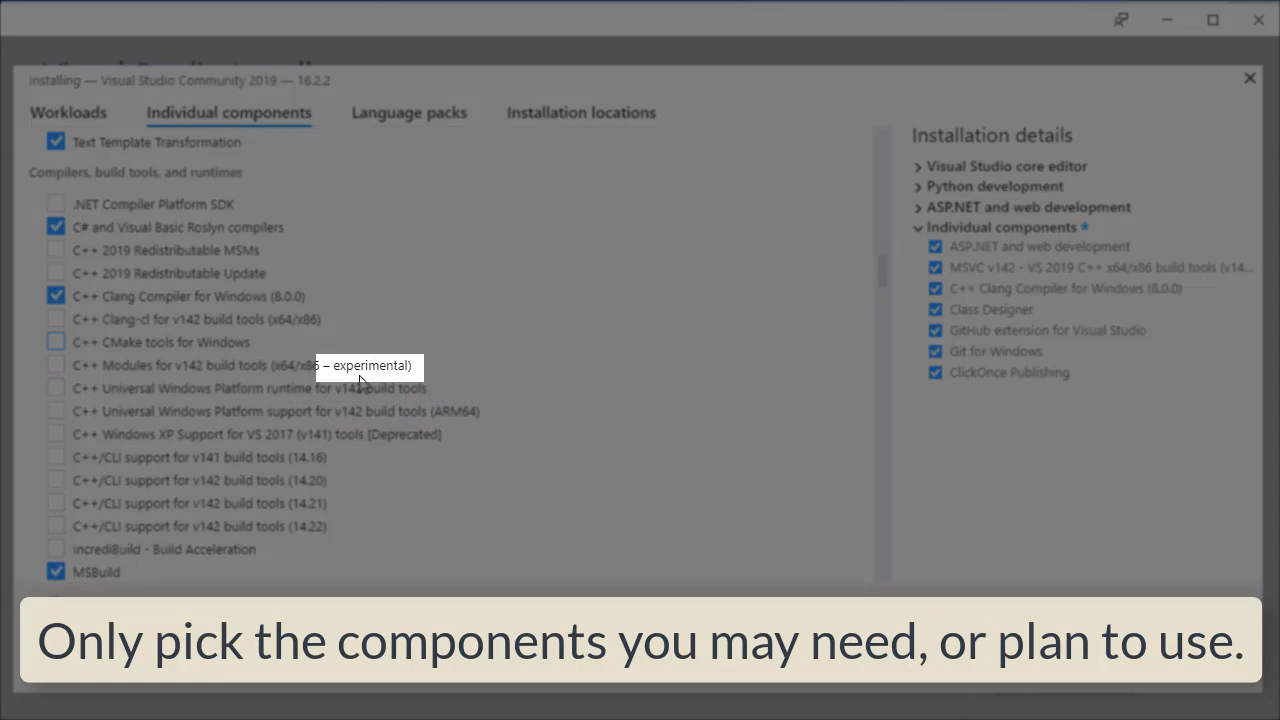 Installing — Visual Studio Community 2019 — 16.2.2
Workloads
Individual components
Language packs
Installation locations
Text Template Transformation
Compilers, build tools, and runtimes
.NET Compiler Platform SDK
C# and Visual Basic Roslyn compilers
C++ 2019 Redistributable MSMs
C++ 2019 Redistributable Update
C++ Clang Compiler for Windows (8.0.0)
C++ Clang-cl for v142 build tools (x64/x86)
C++ CMake tools for Windows
C++ Modules for v142 build tools (x64/x86 – experimental)
C++ Universal Windows Platform runtime for v142 build tools
C++ Universal Windows Platform support for v142 build tools (ARM64)
C++ Windows XP Support for VS 2017 (v141) tools [Deprecated]
C++/CLI support for v141 build tools (14.16)
C++/CLI support for v142 build tools (14.20)
C++/CLI support for v142 build tools (14.21)
C++/CLI support for v142 build tools (14.22)
IncrediBuild - Build Acceleration
MSBuild
Installation details
Visual Studio core editor
Python development
ASP.NET and web development
Individual components *
ASP.NET and web development
MSVC v142 - VS 2019 C++ x64/x86 build tools (v14...
C++ Clang Compiler for Windows (8.0.0)
Class Designer
GitHub extension for Visual Studio
Git for Windows
ClickOnce Publishing
Only pick the components you may need, or plan to use.